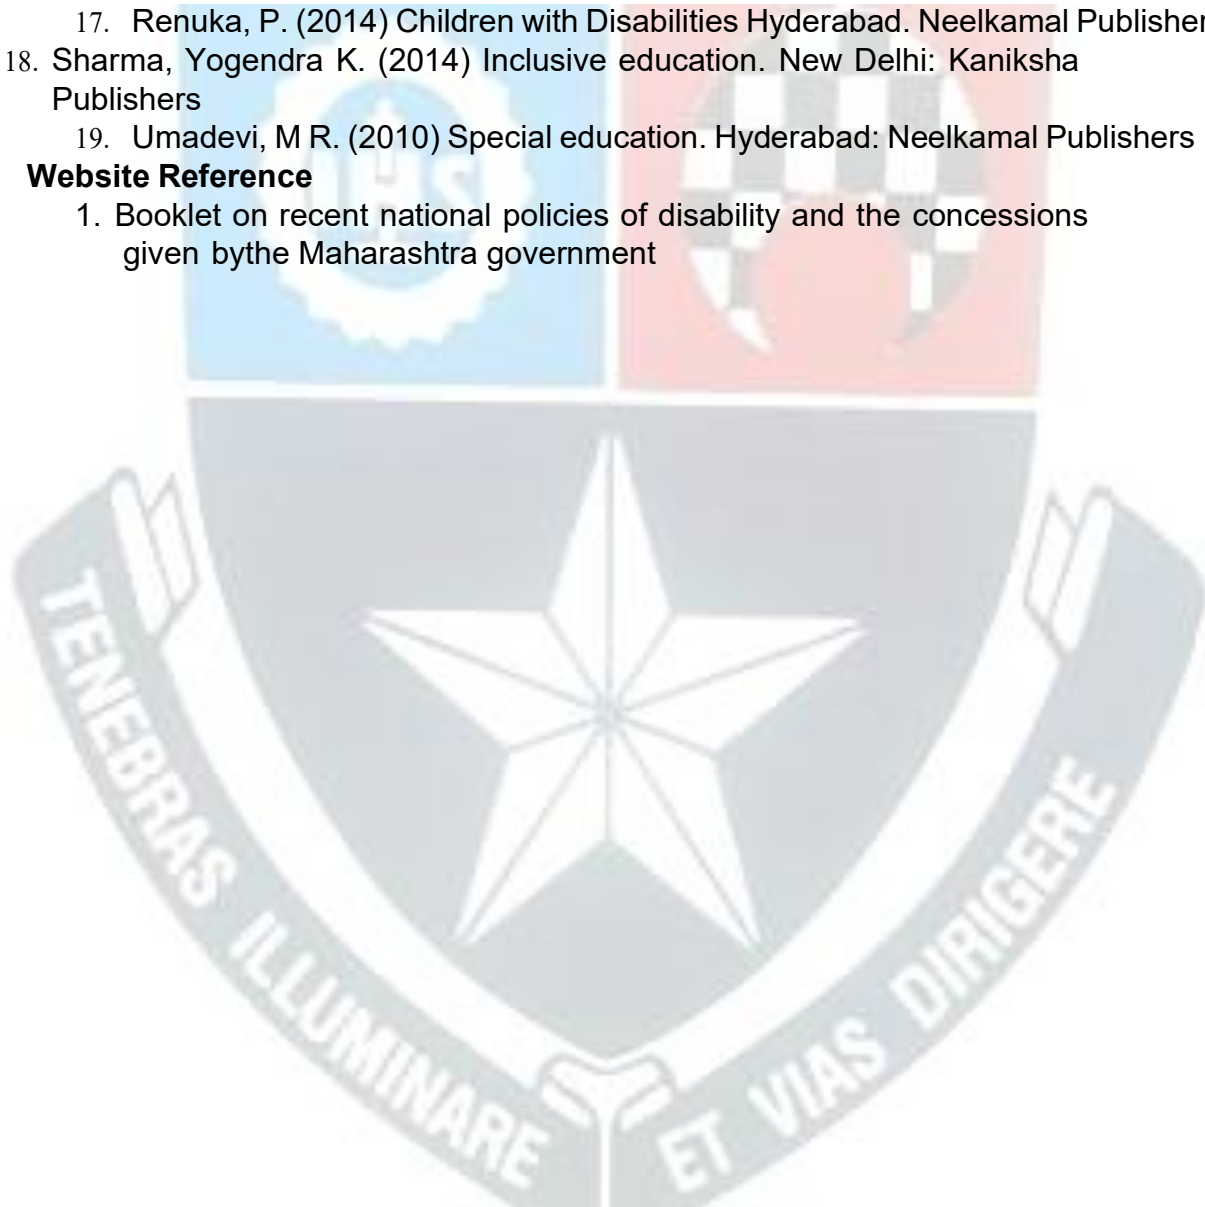 17. Renuka, P. (2014) Children with Disabilities Hyderabad. Neelkamal Publisher
18. Sharma, Yogendra K. (2014) Inclusive education. New Delhi: Kaniksha
Publishers
19. Umadevi, M R. (2010) Special education. Hyderabad: Neelkamal Publishers
Website Reference
1. Booklet on recent national policies of disability and the concessions
given bythe Maharashtra government
IHS
TENEBRAS ILLUMINARE
ET VIAS DIRIGERE